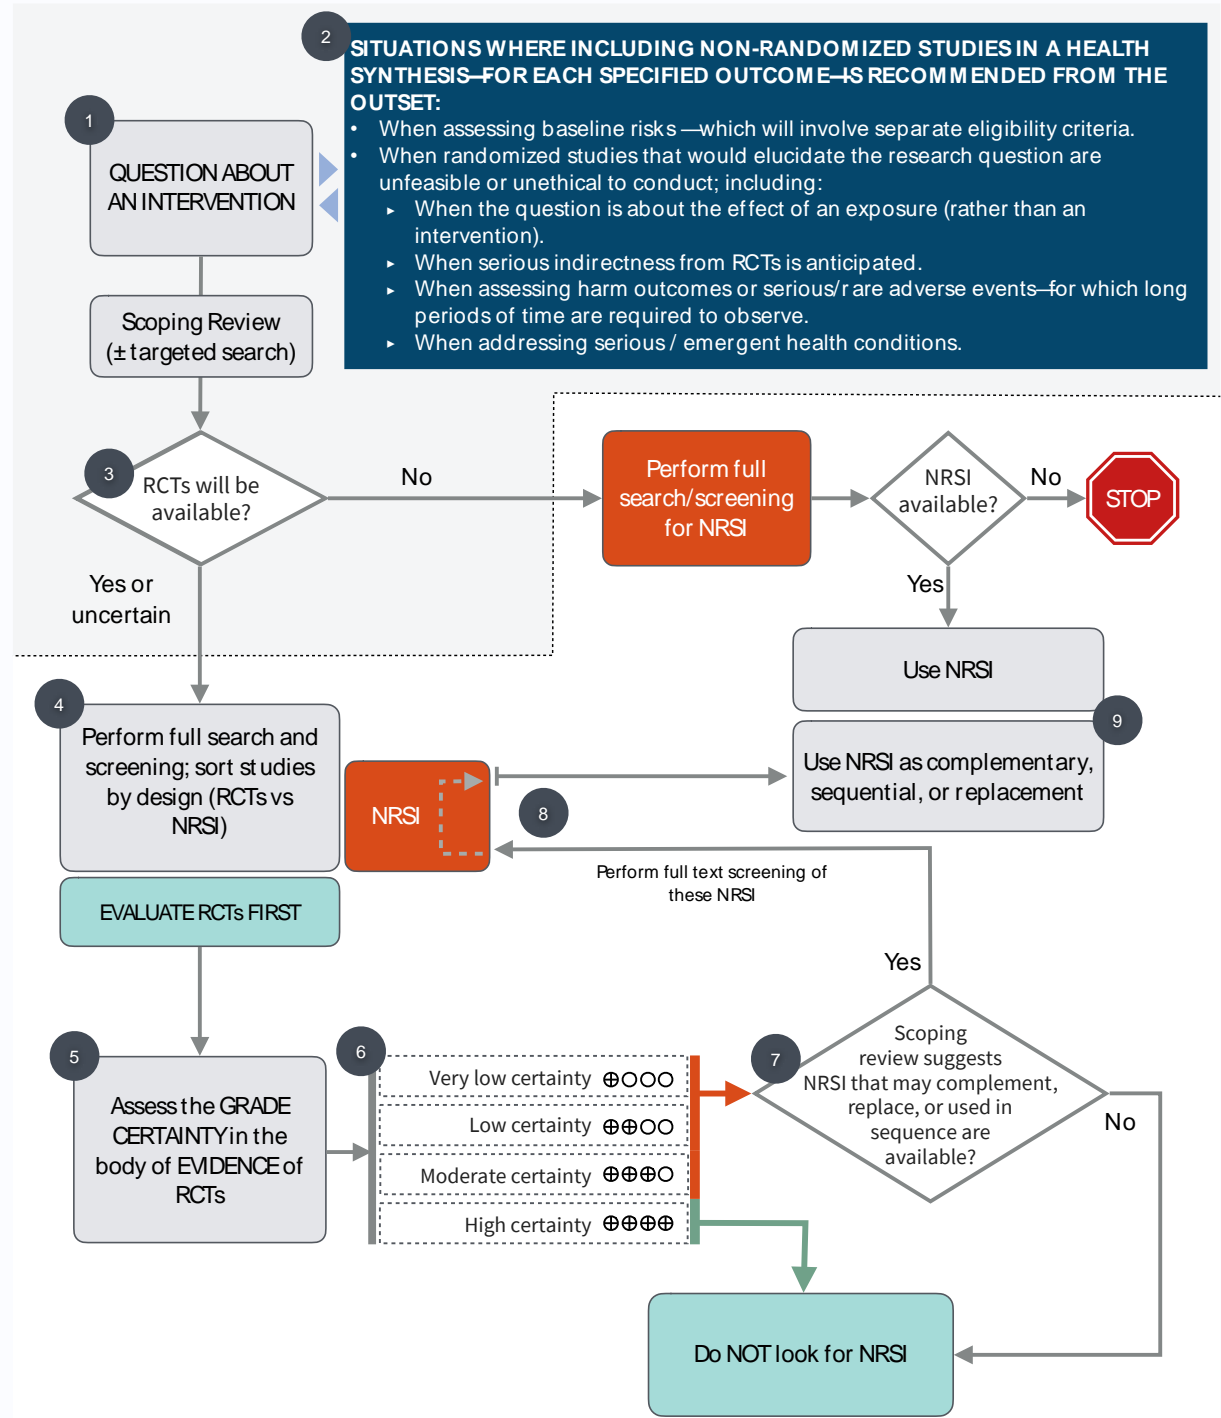 1
QUESTION ABOUT
AN INTERVENTION
2
SITUATIONS WHERE INCLUDING NON-RANDOMIZED STUDIES IN A HEALTH
SYNTHESIS—FOR EACH SPECIFIED OUTCOME—IS RECOMMENDED FROM THE
OUTSET:
• When assessing baseline risks —which will involve separate eligibility criteria.
• When randomized studies that would elucidate the research question are
unfeasible or unethical to conduct; including:
▸ When the question is about the effect of an exposure (rather than an
intervention).
▸ When serious indirectness from RCTs is anticipated.
▸ When assessing harm outcomes or serious/rare adverse events—for which long
periods of time are required to observe.
▸ When addressing serious / emergent health conditions.
Scoping Review
(± targeted search)
3
RCTs will be
available?
No
Perform full
search/screening
for NRSI
NRSI
available?
No
STOP
Yes
Yes or
uncertain
Use NRSI
4
Perform full search and
screening; sort studies
by design (RCTs vs
NRSI)
NRSI
8
9
Use NRSI as complementary,
sequential, or replacement
Perform full text screening of
these NRSI
EVALUATE RCTs FIRST
Yes
5
Assess the GRADE
CERTAINTY in the
body of EVIDENCE of
RCTs
6
Very low certainty ⊕○○○
Low certainty ⊕⊕○○
Moderate certainty ⊕⊕⊕○
High certainty ⊕⊕⊕⊕
7
Scoping
review suggests
NRSI that may complement,
replace, or used in
sequence are
available?
No
Do NOT look for NRSI